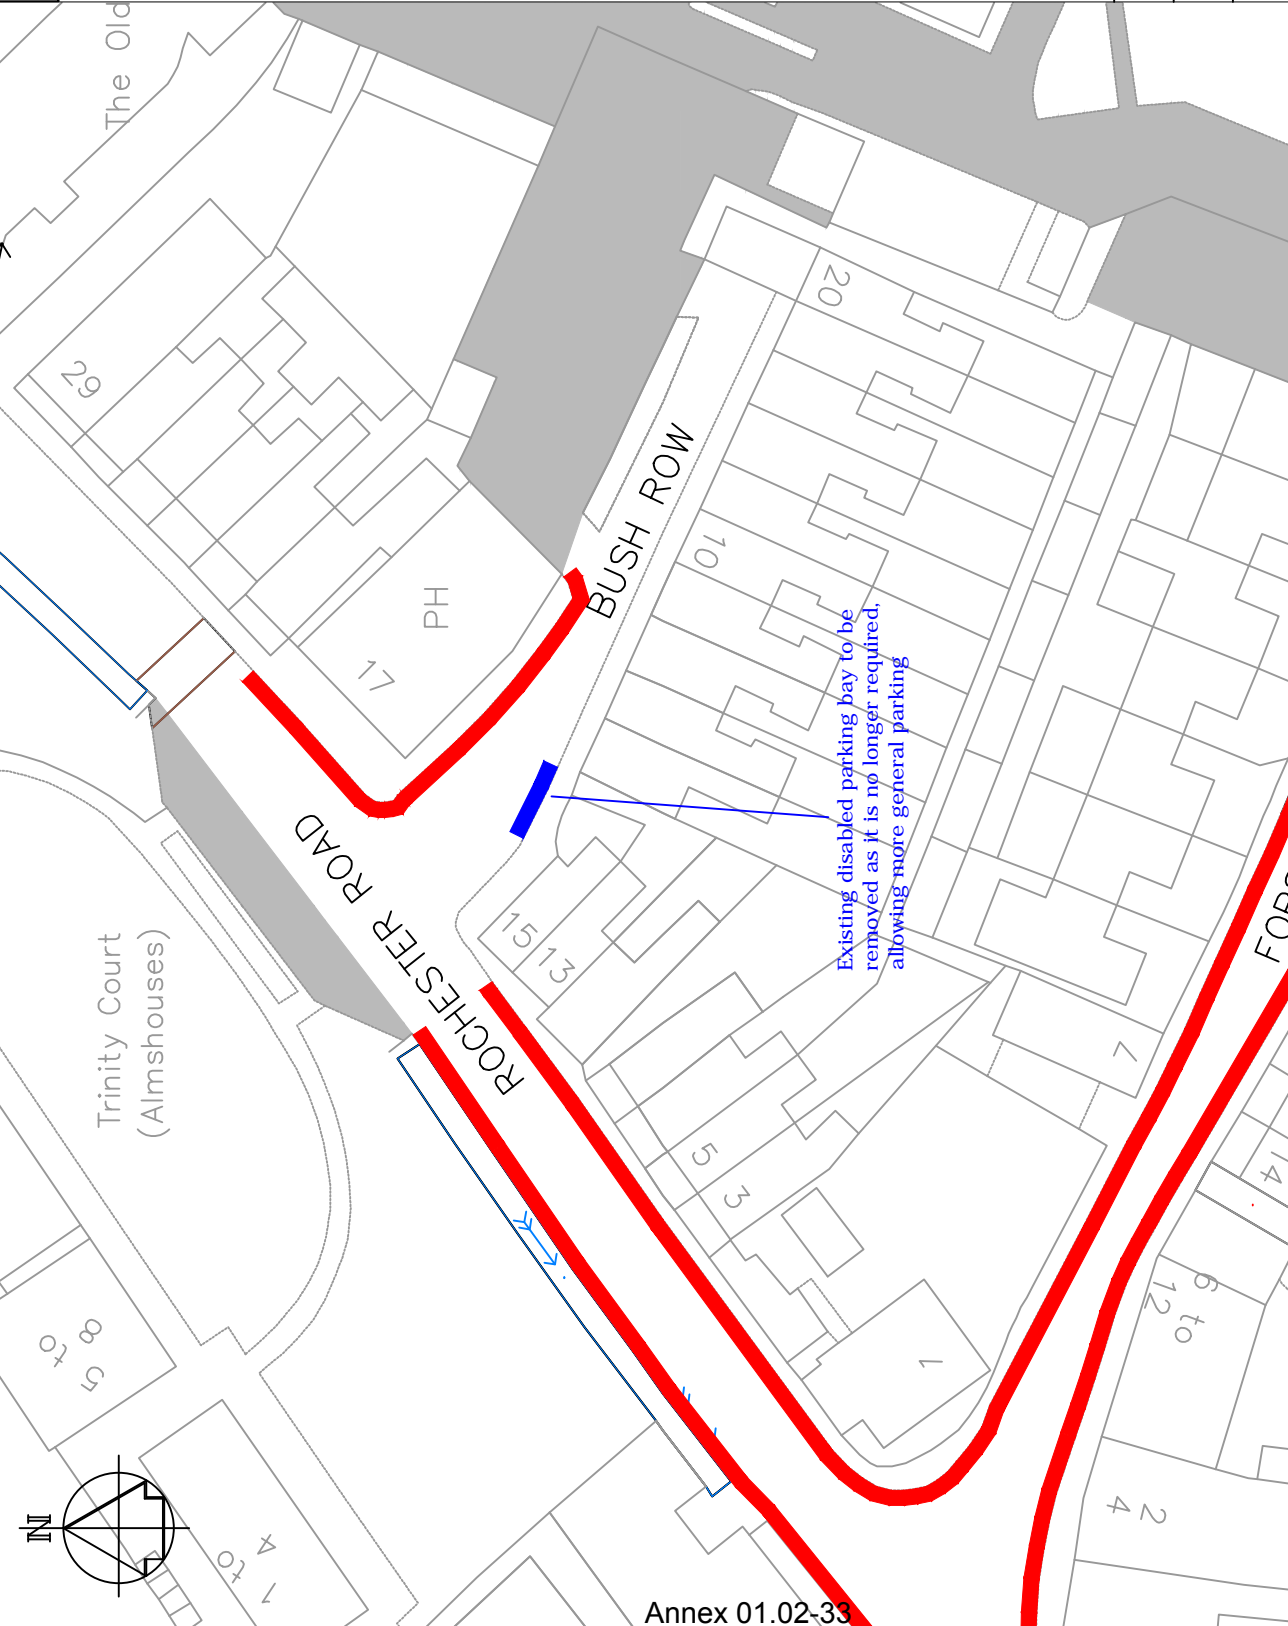 The Old
29
20
BUSH ROW
10
PH
17
Existing disabled parking bay to be
removed as it is no longer required,
allowing more general parking
ROCHESTER ROAD
15
13
Trinity Court
(Almshouses)
7
5
3
14
6 to
12
1
5 to
8
2
4
N
1 to
4
Annex 01.02-33